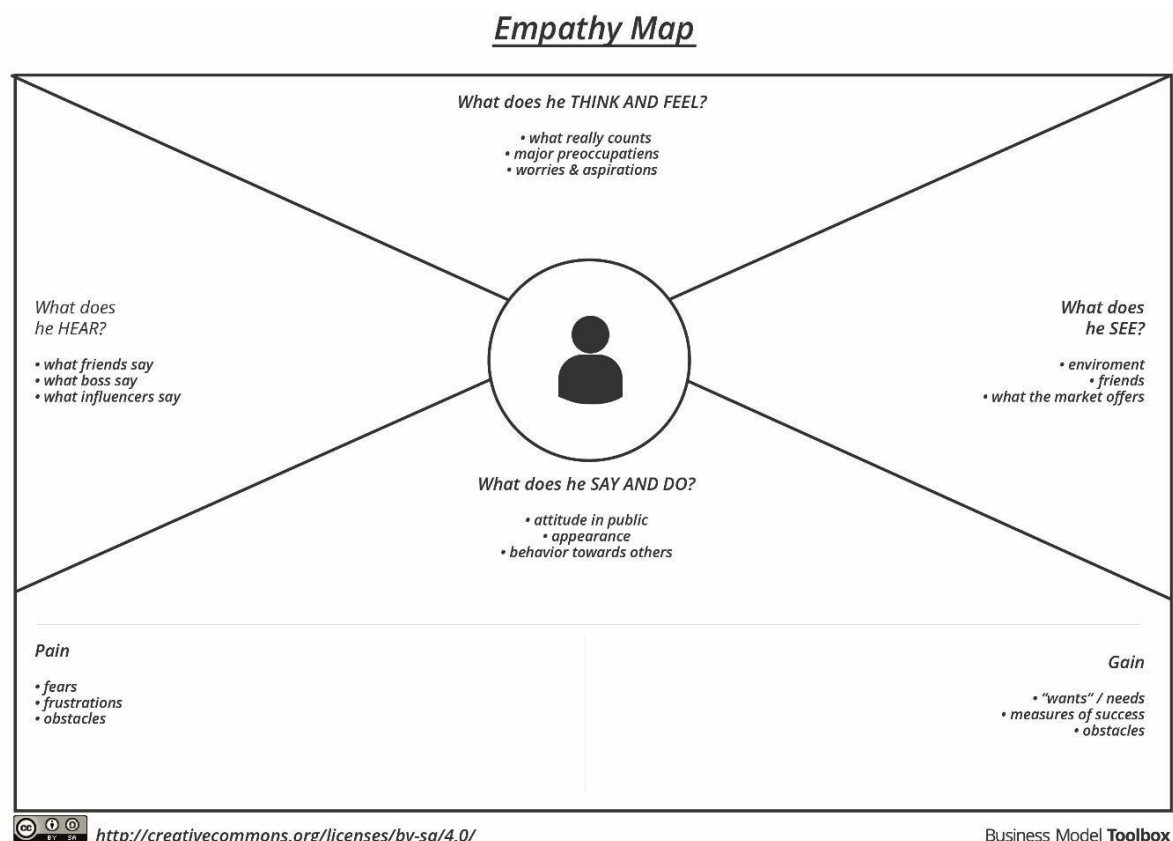 Empathy Map
What does he THINK AND FEEL?
• what really counts
• major preoccupatiens
• worries & aspirations
What does
he HEAR?
• what friends say
• what boss say
• what influencers say
What does
he SEE?
• enviroment
• friends
• what the market offers
What does he SAY AND DO?
• attitude in public
• appearance
• behavior towards others
Pain
• fears
• frustrations
• obstacles
Gain
• “wants” / needs
• measures of success
• obstacles
cc BY SA
http://creativecommons.org/licenses/by-sa/4.0/
Business Model Toolbox